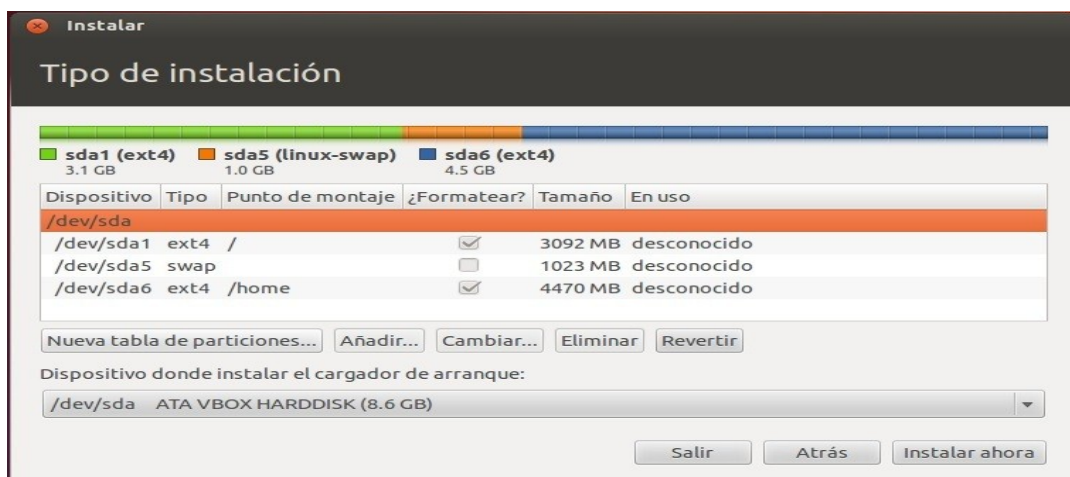 Instalar
Tipo de instalación
sda1 (ext4) sda5 (linux-swap) sda6 (ext4)
3.1 GB 1.0 GB 4.5 GB
Dispositivo Tipo Punto de montaje ¿Formatear? Tamaño En uso
/dev/sda
/dev/sda1 ext4 / 3092 MB desconocido
/dev/sda5 swap 1023 MB desconocido
/dev/sda6 ext4 /home 4470 MB desconocido
Nueva tabla de particiones... Añadir... Cambiar... Eliminar Revertir
Dispositivo donde instalar el cargador de arranque:
/dev/sda ATA VBOX HARDDISK (8.6 GB)
Salir Atrás Instalar ahora